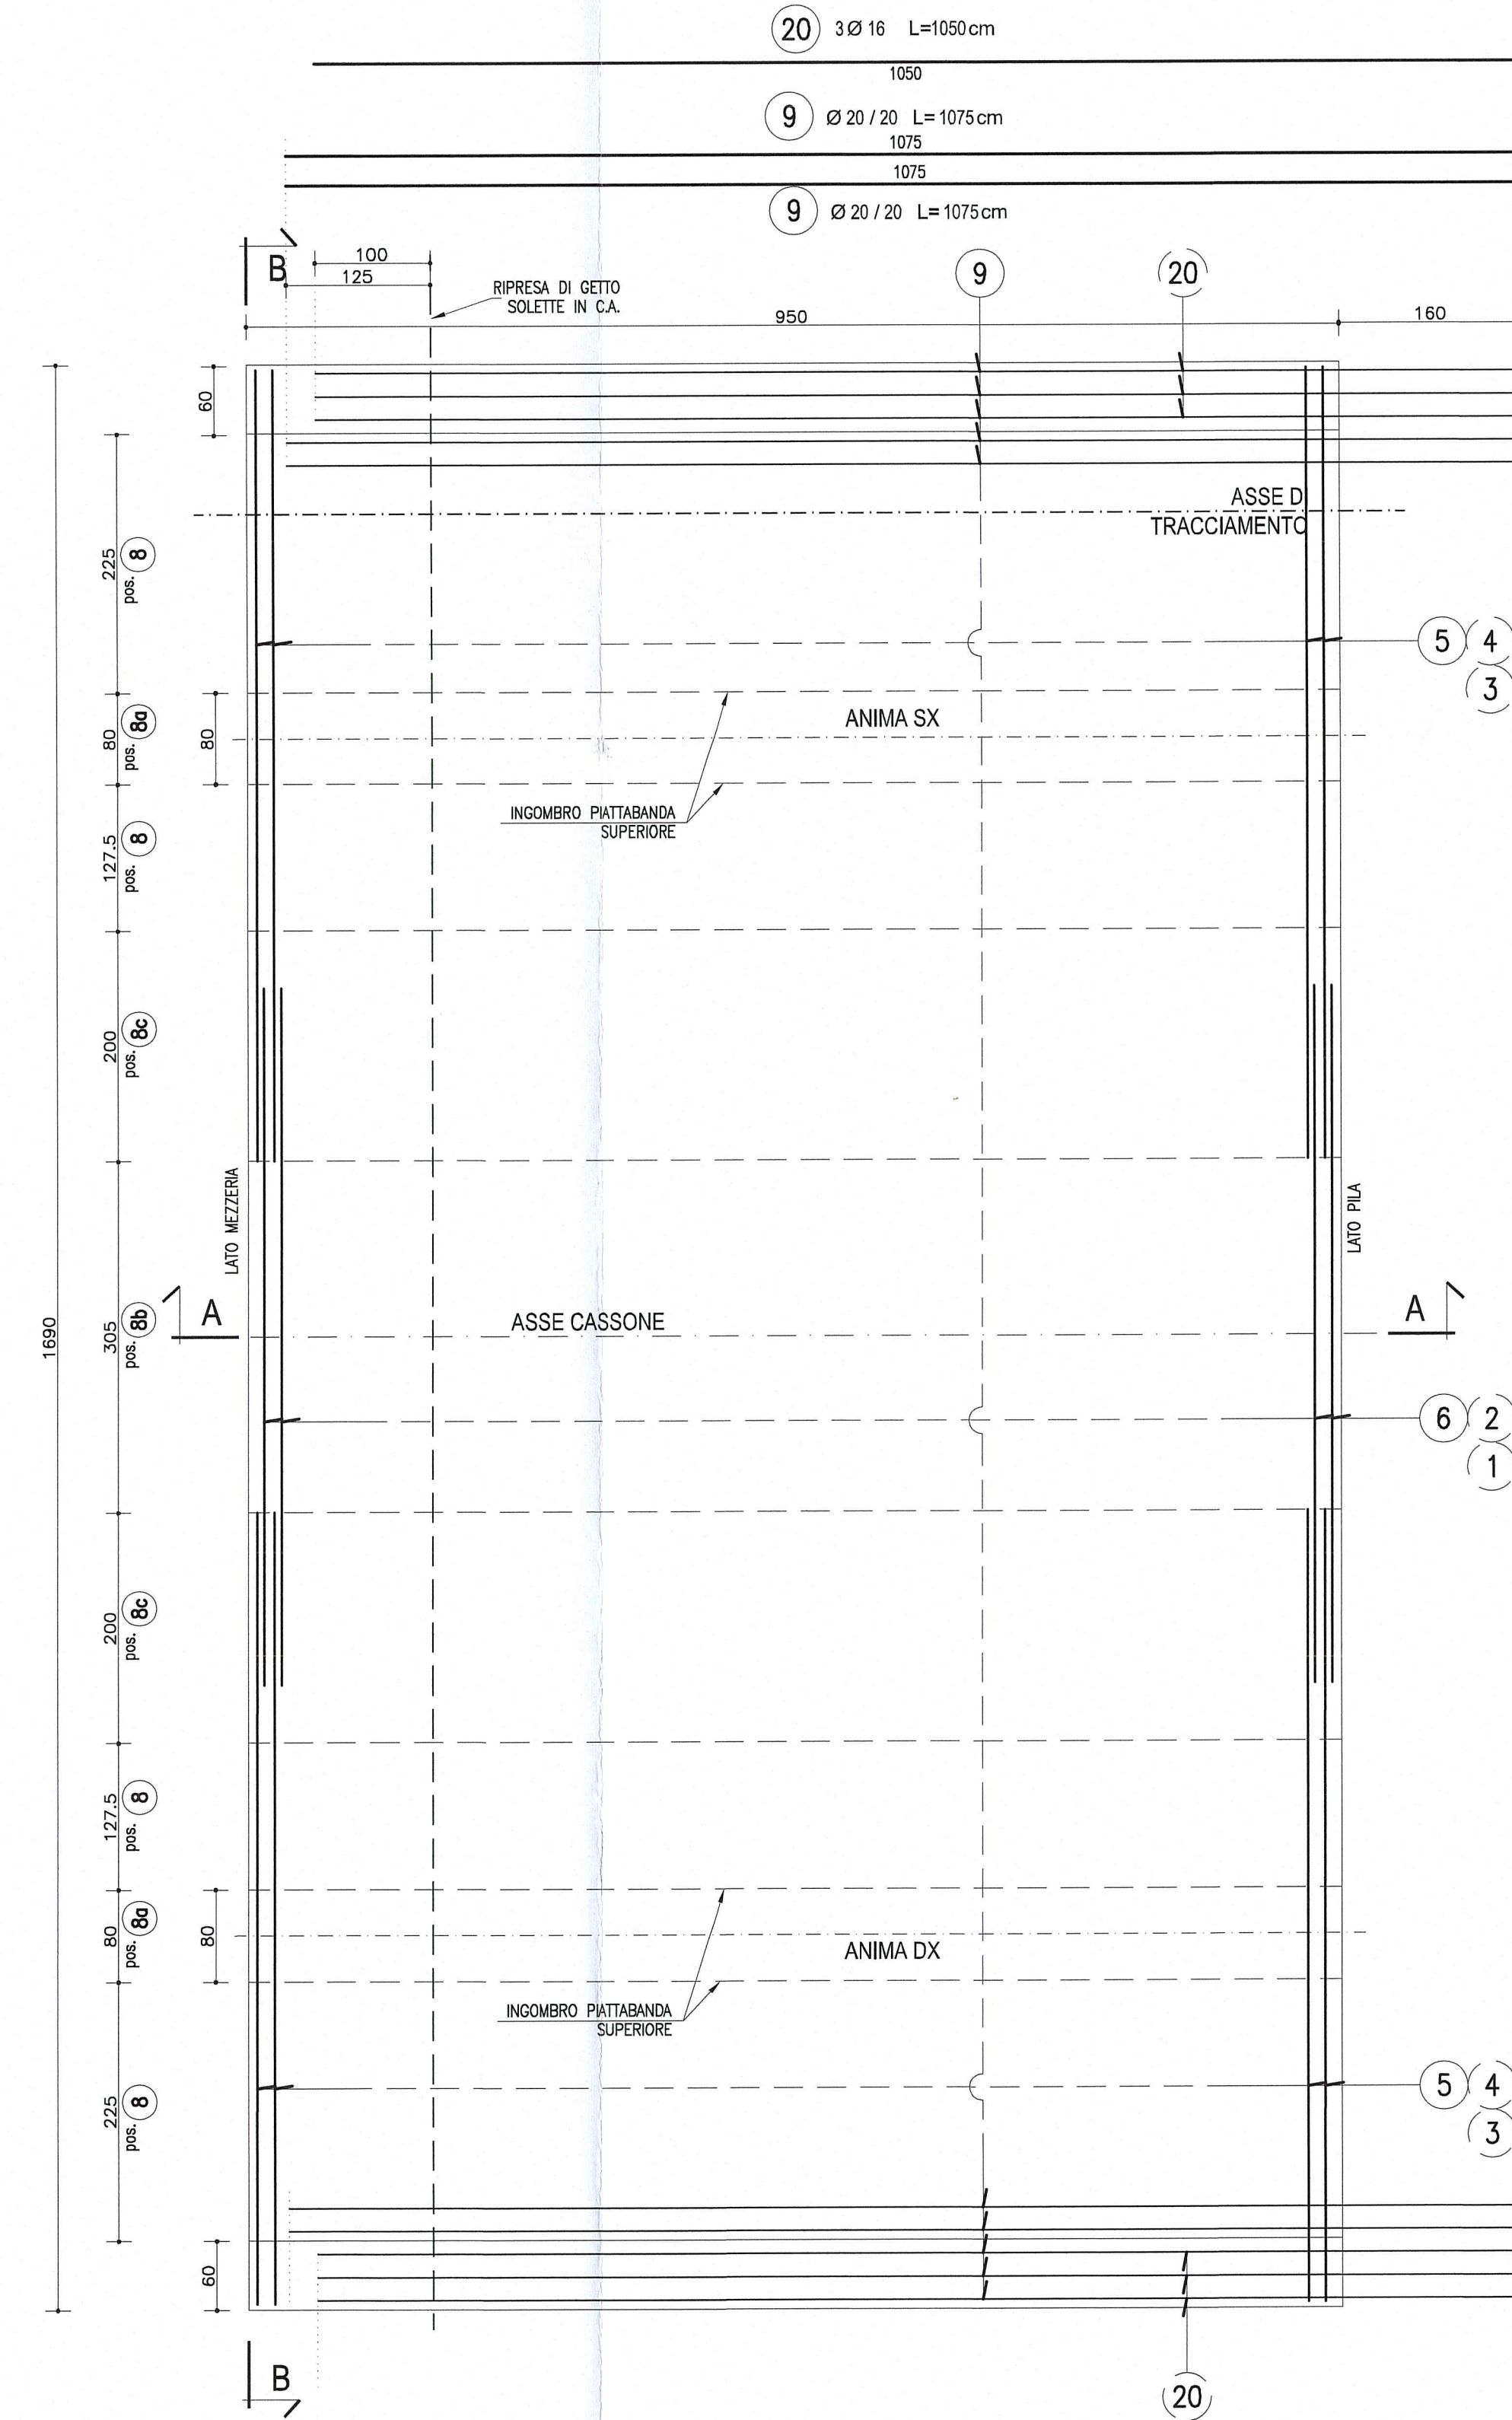 20 3Ø 16 L=1050cm
1050
9 Ø 20 / 20 L= 1075cm
1075
1075
9 Ø 20 / 20 L= 1075cm
B
100
125
RIPRESA DI GETTO
SOLETTE IN C.A.
9
20
950
160
60
ASSE D
TRACCIAMENTO
225
pos. 8
5 4
3
80
pos. 8a
80
ANIMA SX
INGOMBRO PIATTABANDA
SUPERIORE
127.5
pos. 8
200
pos. 8c
LATO MEZZERIA
LATO PILA
1690
305
pos. 8b
A
ASSE CASSONE
A
6 2
1
200
pos. 8c
127.5
pos. 8
80
pos. 8a
80
ANIMA DX
INGOMBRO PIATTABANDA
SUPERIORE
225
pos. 8
5 4
3
60
B
20